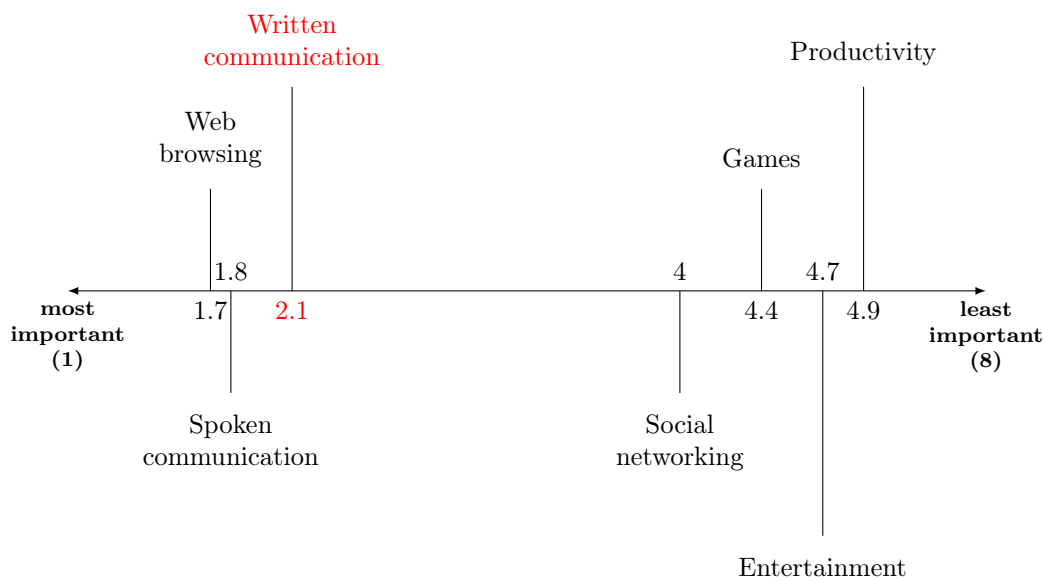 Written
communication
Productivity
Web
browsing
Games
1.8
4
4.7
most
important
(1)
1.7
2.1
4.4
4.9
least
important
(8)
Spoken
communication
Social
networking
Entertainment